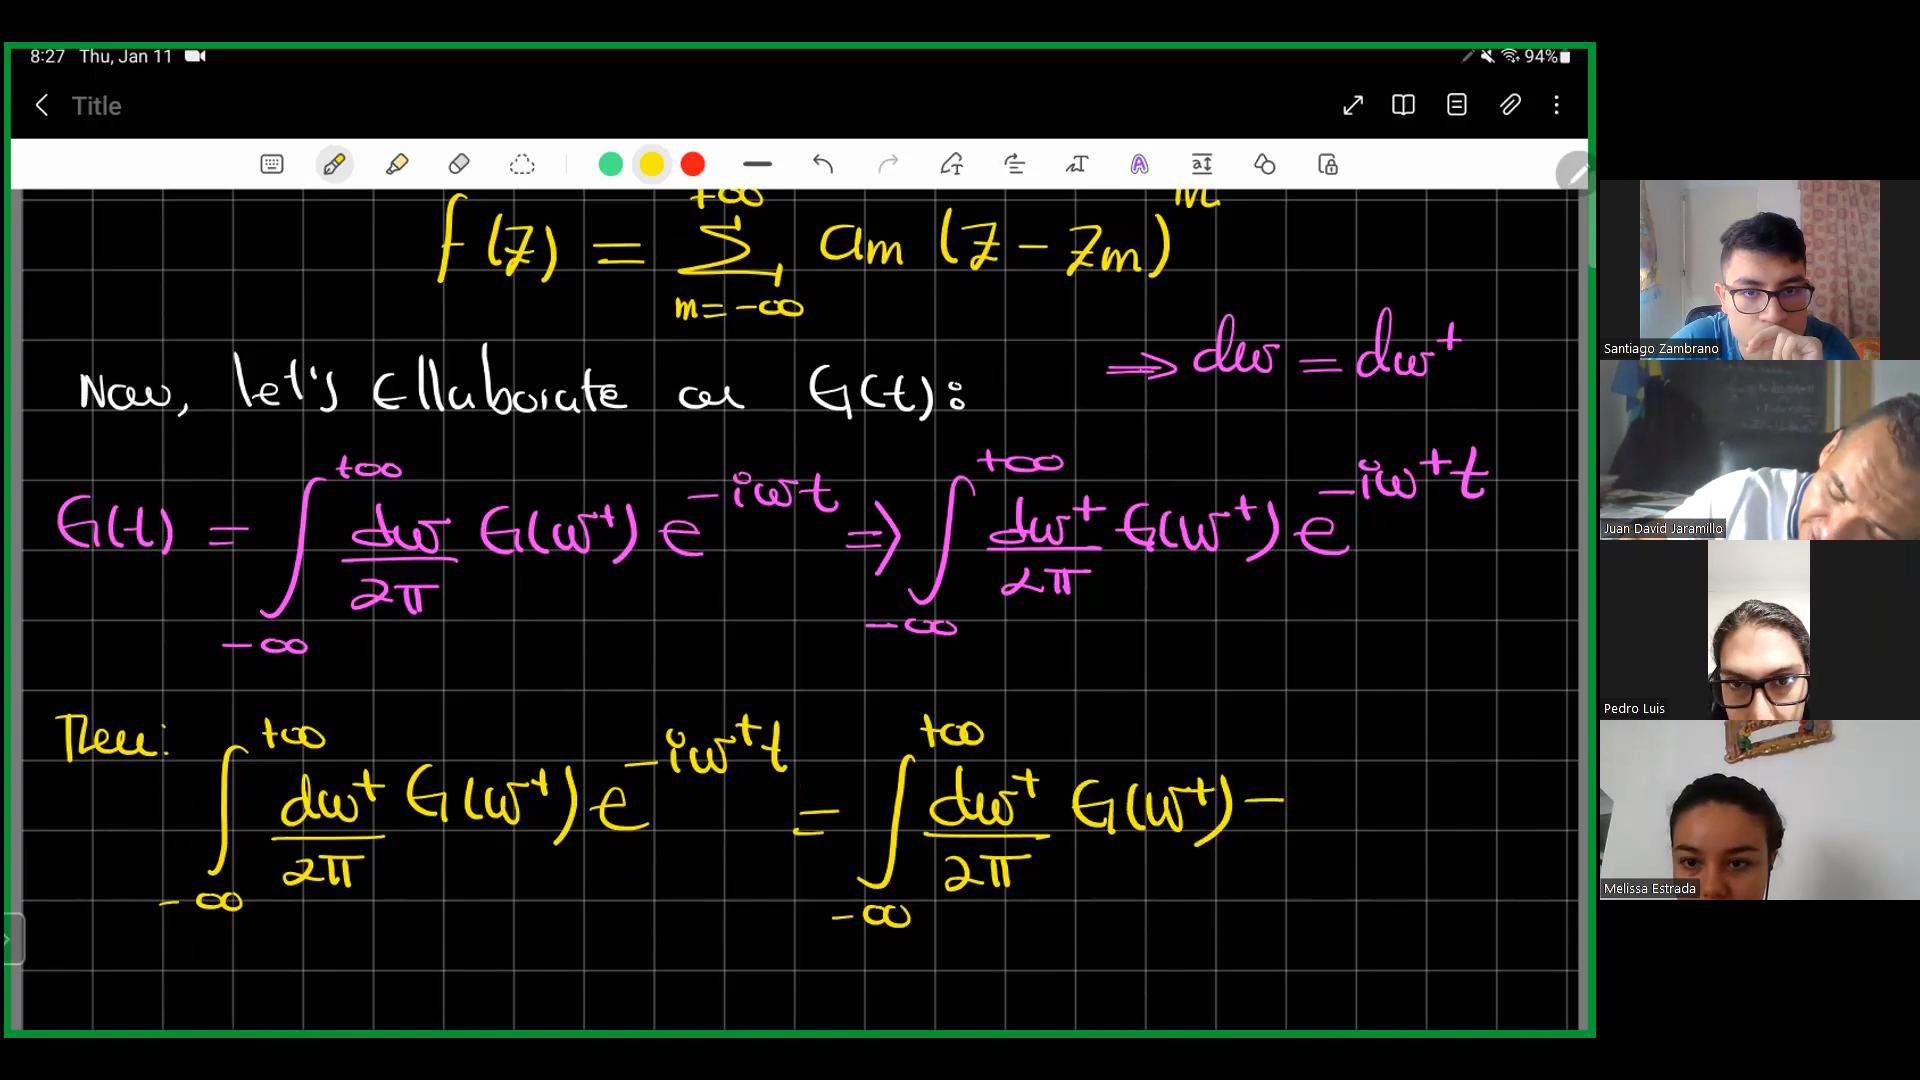 8:27 Thu, Jan 11 94%
Title
f(z) = ∑_{m=-∞}^{+∞} am (z - zm)^m
⟹ dω = dω⁺
Now, let's Ellaborate on G(t):
G(t) = ∫_{-∞}^{+∞} dω/2π G(ω⁺) e^{-iωt} ⇒ ∫_{-∞}^{+∞} dω⁺/2π G(ω⁺) e^{-iω⁺t}
Then: ∫_{-∞}^{+∞} dω⁺/2π G(ω⁺) e^{-iω⁺t} = ∫_{-∞}^{+∞} dω⁺/2π G(ω⁺) -
Santiago Zambrano
Juan David Jaramillo
Pedro Luis
Melissa Estrada